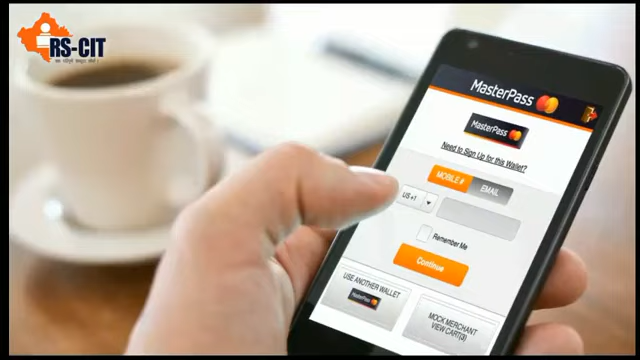 RS-CIT
MasterPass
MasterPass
Need to Sign Up for this Wallet?
MOBILE #
EMAIL
US +1
Remember Me
Continue
USE ANOTHER WALLET
MasterPass
MOCK MERCHANT
VIEW CART(3)